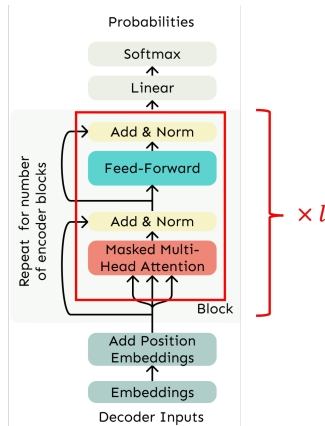 Probabilities
Softmax
Linear
Add & Norm
Feed-Forward
Add & Norm
Masked Multi-
Head Attention
Repeat for number
of encoder blocks
× l
Block
Add Position
Embeddings
Embeddings
Decoder Inputs